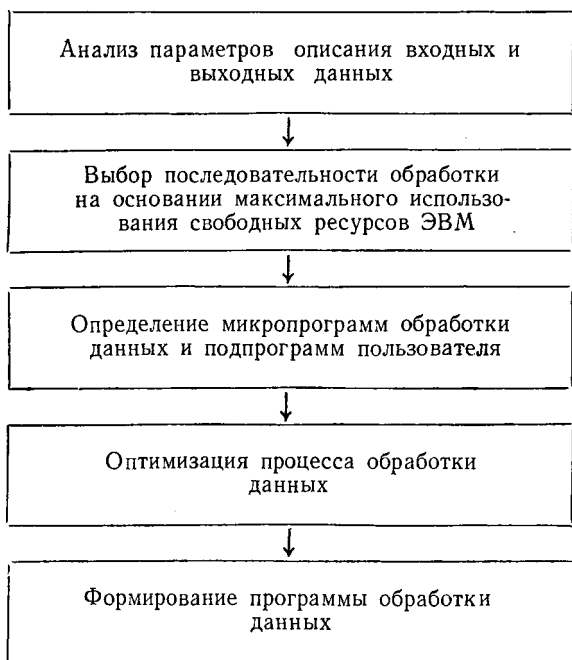 Анализ параметров описания входных и
выходных данных
Выбор последовательности обработки
на основании максимального использо-
вания свободных ресурсов ЭВМ
Определение микропрограмм обработки
данных и подпрограмм пользователя
Оптимизация процесса обработки
данных
Формирование программы обработки
данных